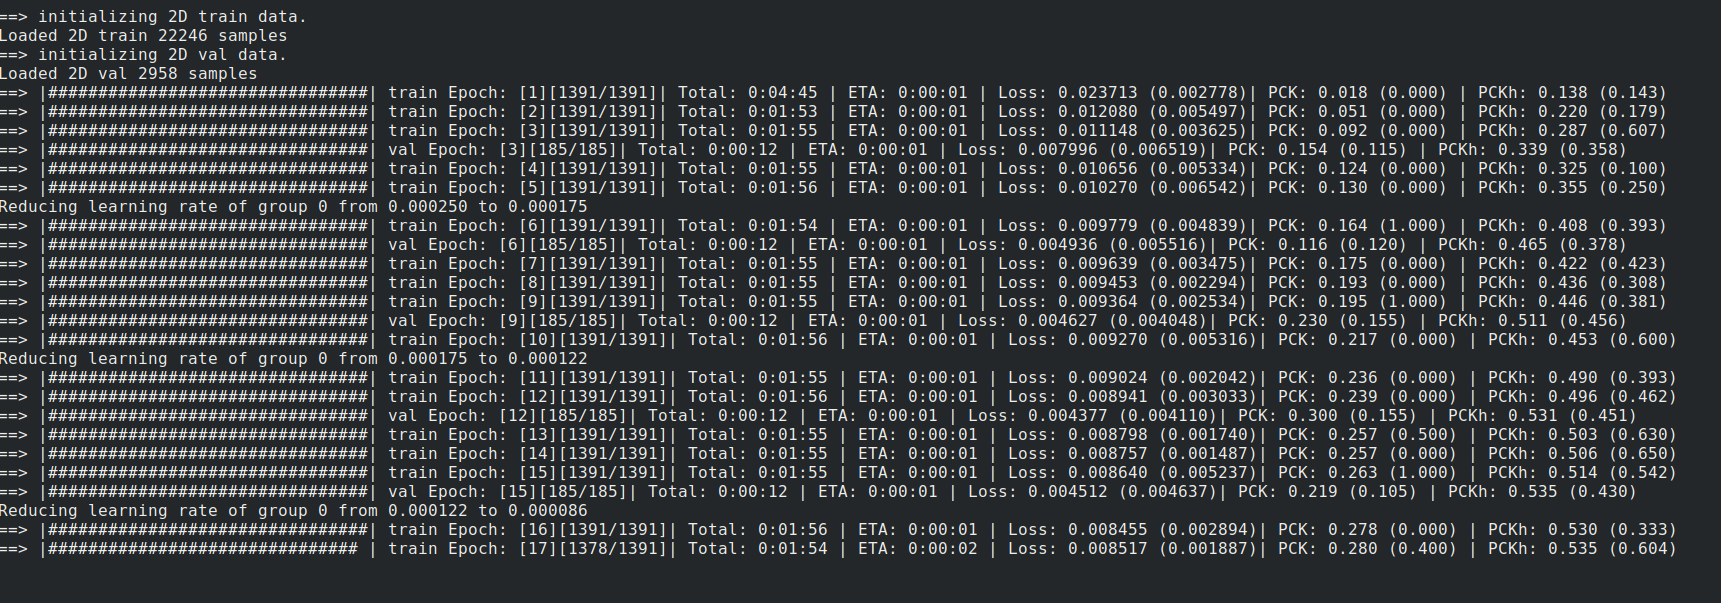 ==> initializing 2D train data.
Loaded 2D train 22246 samples
==> initializing 2D val data.
Loaded 2D val 2958 samples
==> |################################| train Epoch: [1][1391/1391]| Total: 0:04:45 | ETA: 0:00:01 | Loss: 0.023713 (0.002778)| PCK: 0.018 (0.000) | PCKh: 0.138 (0.143)
==> |################################| train Epoch: [2][1391/1391]| Total: 0:01:53 | ETA: 0:00:01 | Loss: 0.012080 (0.005497)| PCK: 0.051 (0.000) | PCKh: 0.220 (0.179)
==> |################################| train Epoch: [3][1391/1391]| Total: 0:01:55 | ETA: 0:00:01 | Loss: 0.011148 (0.003625)| PCK: 0.092 (0.000) | PCKh: 0.287 (0.607)
==> |################################| val Epoch: [3][185/185]| Total: 0:00:12 | ETA: 0:00:01 | Loss: 0.007996 (0.006519)| PCK: 0.154 (0.115) | PCKh: 0.339 (0.358)
==> |################################| train Epoch: [4][1391/1391]| Total: 0:01:55 | ETA: 0:00:01 | Loss: 0.010656 (0.005334)| PCK: 0.124 (0.000) | PCKh: 0.325 (0.100)
==> |################################| train Epoch: [5][1391/1391]| Total: 0:01:56 | ETA: 0:00:01 | Loss: 0.010270 (0.006542)| PCK: 0.130 (0.000) | PCKh: 0.355 (0.250)
Reducing learning rate of group 0 from 0.000250 to 0.000175
==> |################################| train Epoch: [6][1391/1391]| Total: 0:01:54 | ETA: 0:00:01 | Loss: 0.009779 (0.004839)| PCK: 0.164 (1.000) | PCKh: 0.408 (0.393)
==> |################################| val Epoch: [6][185/185]| Total: 0:00:12 | ETA: 0:00:01 | Loss: 0.004936 (0.005516)| PCK: 0.116 (0.120) | PCKh: 0.465 (0.378)
==> |################################| train Epoch: [7][1391/1391]| Total: 0:01:55 | ETA: 0:00:01 | Loss: 0.009639 (0.003475)| PCK: 0.175 (0.000) | PCKh: 0.422 (0.423)
==> |################################| train Epoch: [8][1391/1391]| Total: 0:01:55 | ETA: 0:00:01 | Loss: 0.009453 (0.002294)| PCK: 0.193 (0.000) | PCKh: 0.436 (0.308)
==> |################################| train Epoch: [9][1391/1391]| Total: 0:01:55 | ETA: 0:00:01 | Loss: 0.009364 (0.002534)| PCK: 0.195 (1.000) | PCKh: 0.446 (0.381)
==> |################################| val Epoch: [9][185/185]| Total: 0:00:12 | ETA: 0:00:01 | Loss: 0.004627 (0.004048)| PCK: 0.230 (0.155) | PCKh: 0.511 (0.456)
==> |################################| train Epoch: [10][1391/1391]| Total: 0:01:56 | ETA: 0:00:01 | Loss: 0.009270 (0.005316)| PCK: 0.217 (0.000) | PCKh: 0.453 (0.600)
Reducing learning rate of group 0 from 0.000175 to 0.000122
==> |################################| train Epoch: [11][1391/1391]| Total: 0:01:55 | ETA: 0:00:01 | Loss: 0.009024 (0.002042)| PCK: 0.236 (0.000) | PCKh: 0.490 (0.393)
==> |################################| train Epoch: [12][1391/1391]| Total: 0:01:56 | ETA: 0:00:01 | Loss: 0.008941 (0.003033)| PCK: 0.239 (0.000) | PCKh: 0.496 (0.462)
==> |################################| val Epoch: [12][185/185]| Total: 0:00:12 | ETA: 0:00:01 | Loss: 0.004377 (0.004110)| PCK: 0.300 (0.155) | PCKh: 0.531 (0.451)
==> |################################| train Epoch: [13][1391/1391]| Total: 0:01:55 | ETA: 0:00:01 | Loss: 0.008798 (0.001740)| PCK: 0.257 (0.500) | PCKh: 0.503 (0.630)
==> |################################| train Epoch: [14][1391/1391]| Total: 0:01:55 | ETA: 0:00:01 | Loss: 0.008757 (0.001487)| PCK: 0.257 (0.000) | PCKh: 0.506 (0.650)
==> |################################| train Epoch: [15][1391/1391]| Total: 0:01:55 | ETA: 0:00:01 | Loss: 0.008640 (0.005237)| PCK: 0.263 (1.000) | PCKh: 0.514 (0.542)
==> |################################| val Epoch: [15][185/185]| Total: 0:00:12 | ETA: 0:00:01 | Loss: 0.004512 (0.004637)| PCK: 0.219 (0.105) | PCKh: 0.535 (0.430)
Reducing learning rate of group 0 from 0.000122 to 0.000086
==> |################################| train Epoch: [16][1391/1391]| Total: 0:01:56 | ETA: 0:00:01 | Loss: 0.008455 (0.002894)| PCK: 0.278 (0.000) | PCKh: 0.530 (0.333)
==> |############################### | train Epoch: [17][1378/1391]| Total: 0:01:54 | ETA: 0:00:02 | Loss: 0.008517 (0.001887)| PCK: 0.280 (0.400) | PCKh: 0.535 (0.604)